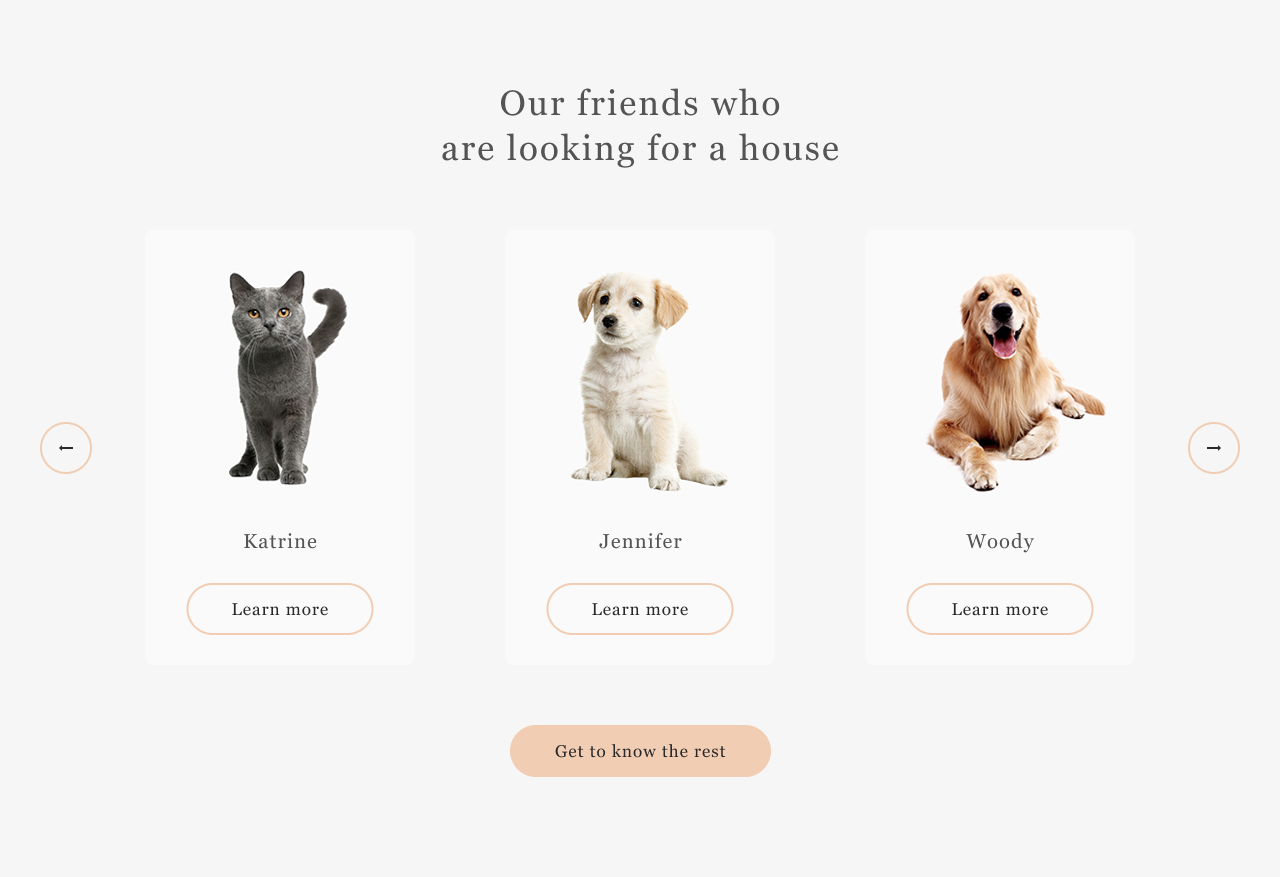 Our friends who
are looking for a house
Katrine
Jennifer
Woody
Learn more
Learn more
Learn more
Get to know the rest